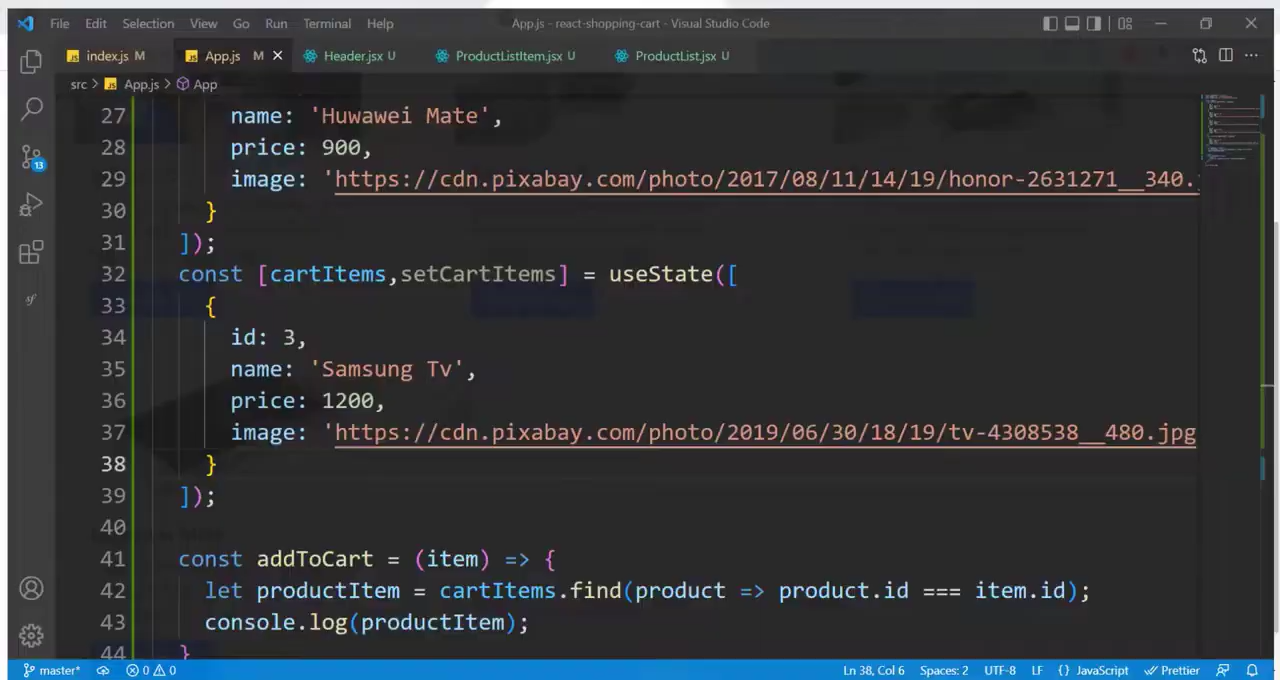 File Edit Selection View Go Run Terminal Help App.js - react-shopping-cart - Visual Studio Code
index.js M App.js M Header.jsx U ProductListItem.jsx U ProductList.jsx U
src > App.js > App
27 name: 'Huwawei Mate',
28 price: 900,
29 image: 'https://cdn.pixabay.com/photo/2017/08/11/14/19/honor-2631271__340.
30 }
31 ]);
32 const [cartItems,setCartItems] = useState([
33 {
34 id: 3,
35 name: 'Samsung Tv',
36 price: 1200,
37 image: 'https://cdn.pixabay.com/photo/2019/06/30/18/19/tv-4308538__480.jpg
38 }
39 ]);
40
41 const addToCart = (item) => {
42 let productItem = cartItems.find(product => product.id === item.id);
43 console.log(productItem);
44 }
13
master* 0 0 Ln 38, Col 6 Spaces: 2 UTF-8 LF {} JavaScript Prettier